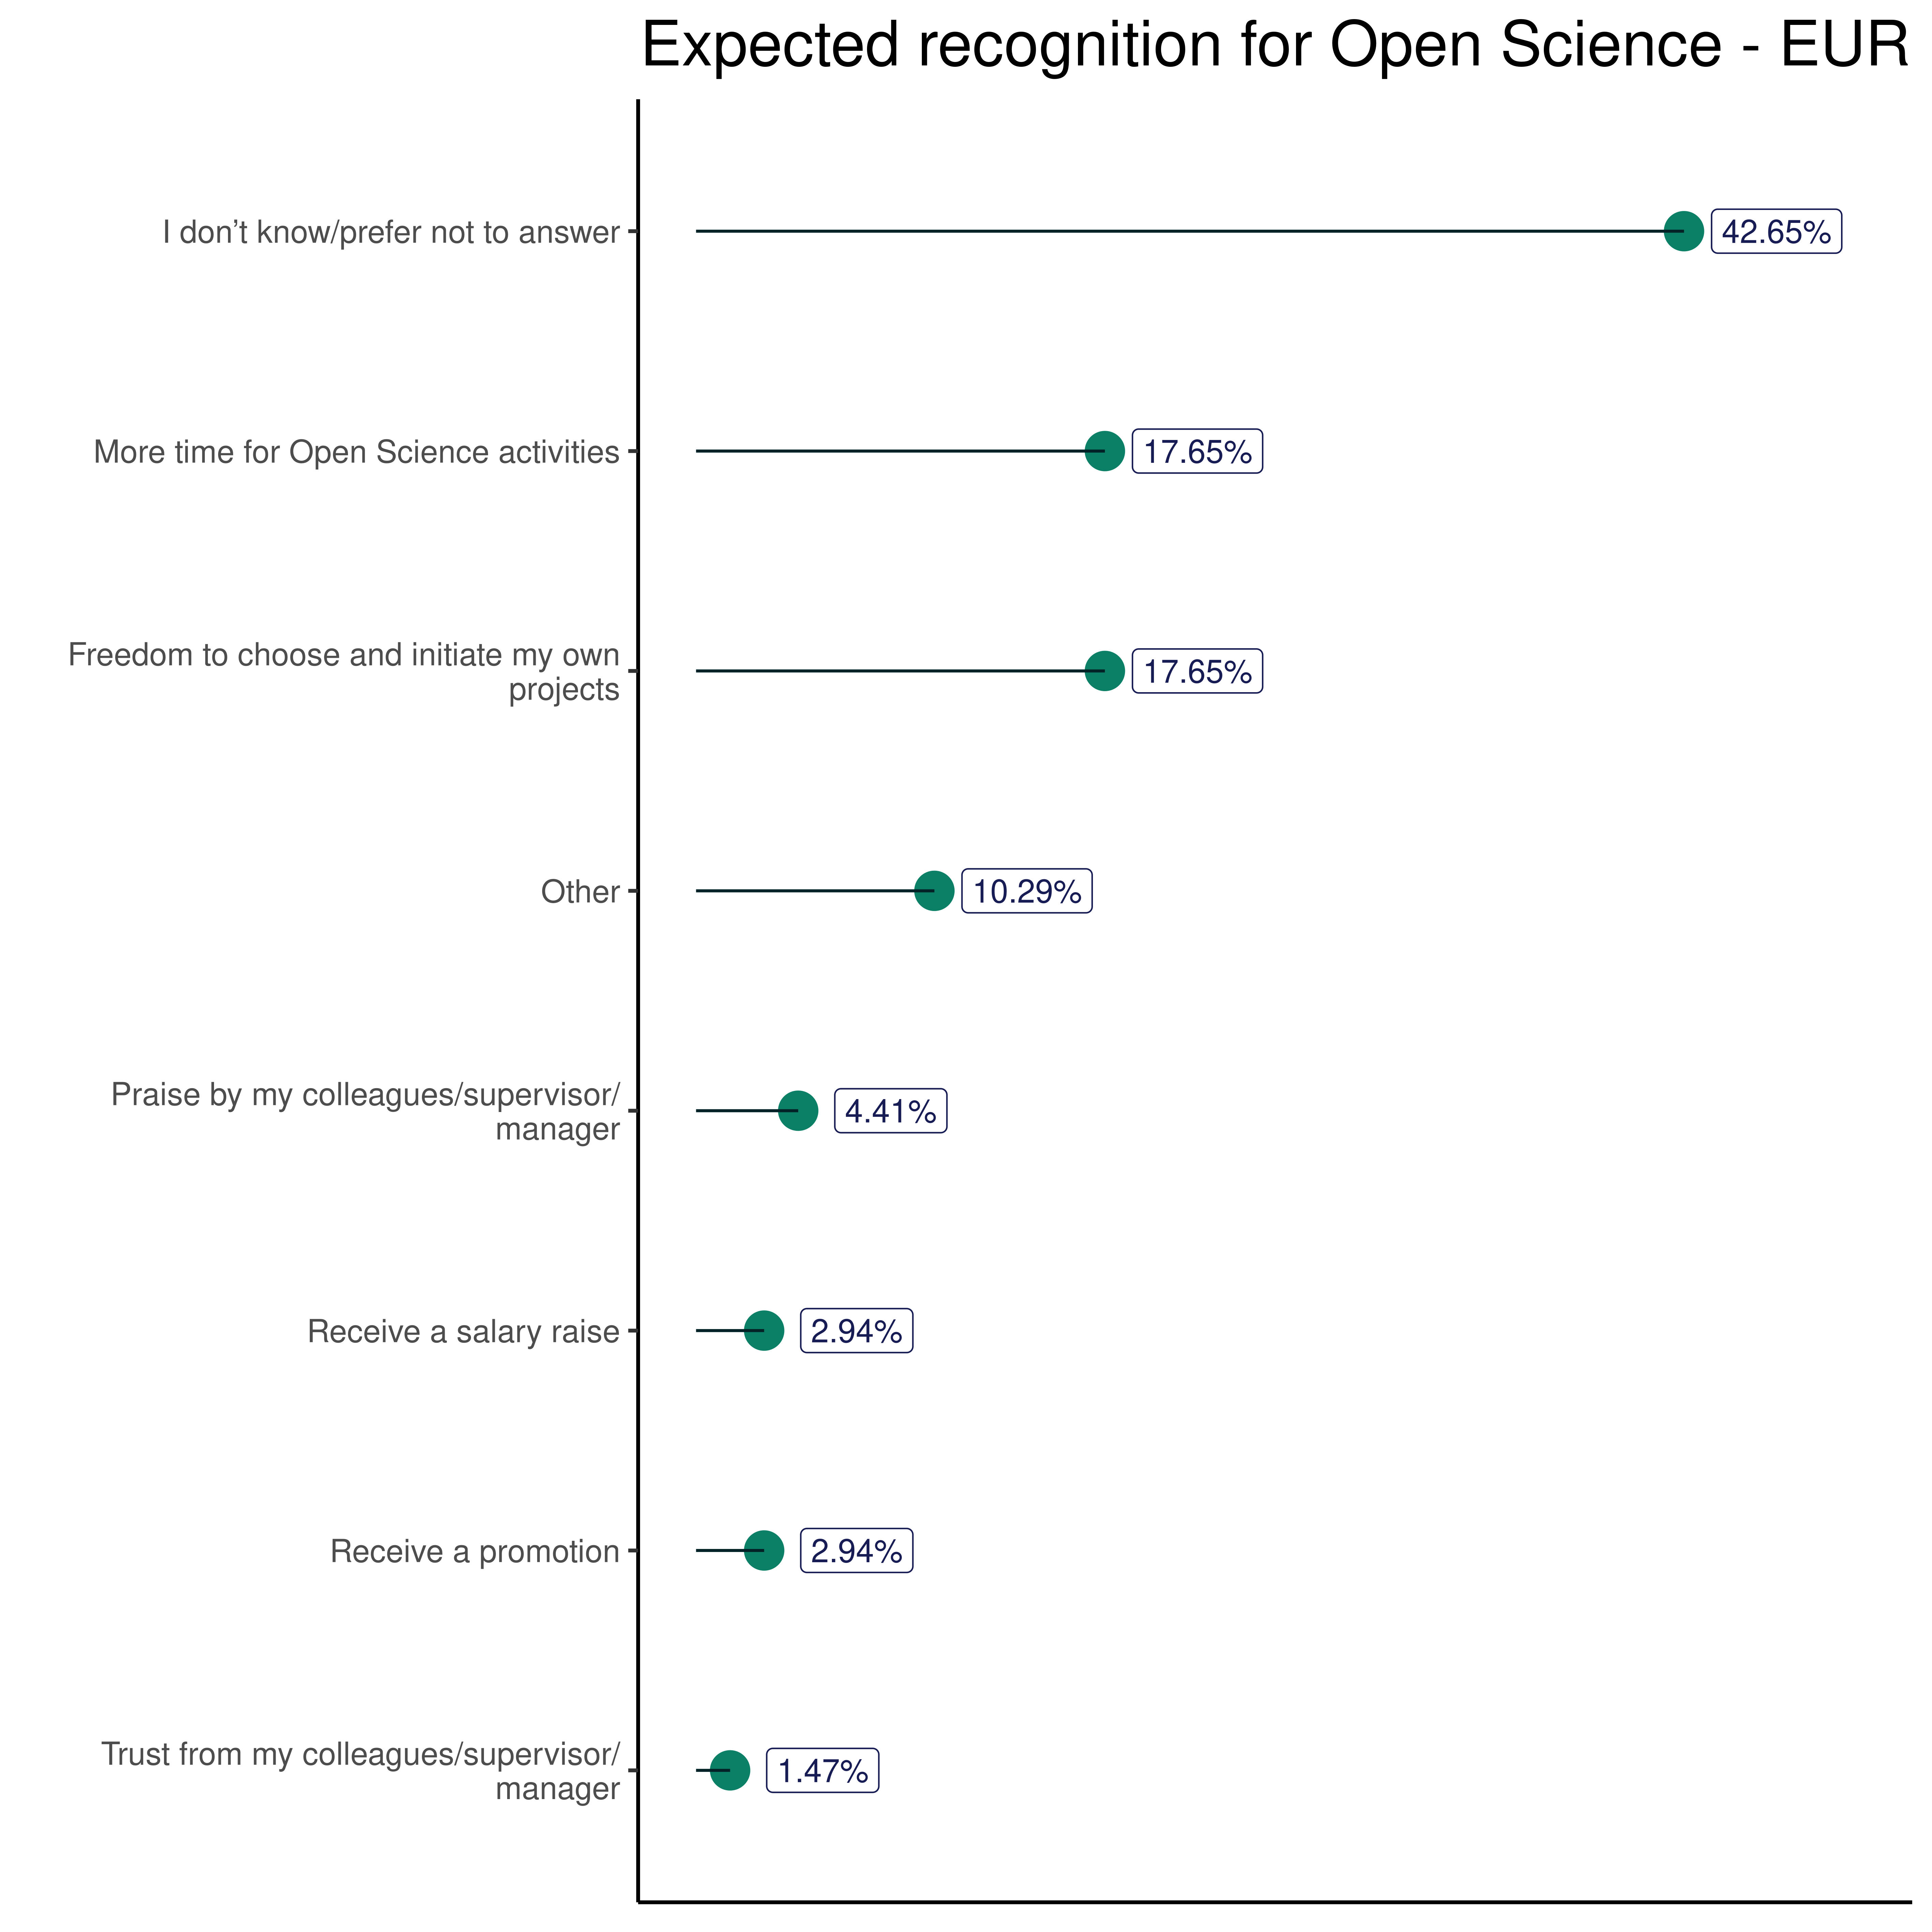 Expected recognition for Open Science - EUR
I don’t know/prefer not to answer
42.65%
More time for Open Science activities
17.65%
Freedom to choose and initiate my own
projects
17.65%
Other
10.29%
Praise by my colleagues/supervisor/
manager
4.41%
Receive a salary raise
2.94%
Receive a promotion
2.94%
Trust from my colleagues/supervisor/
manager
1.47%